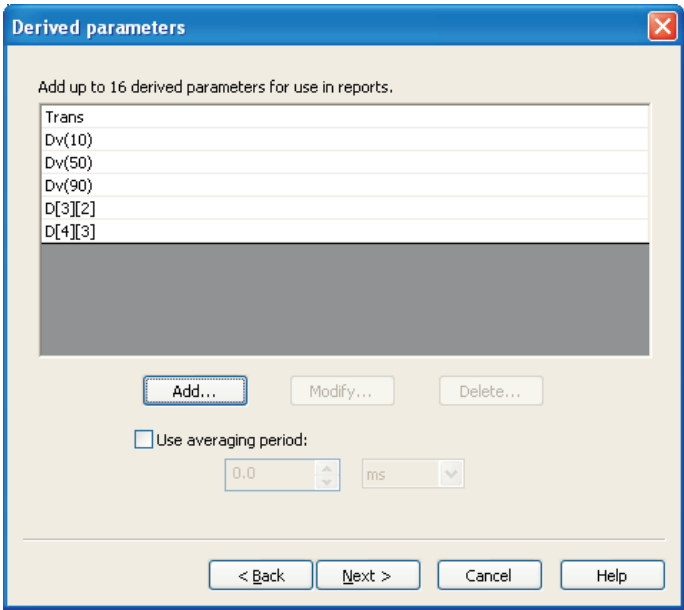 Derived parameters
Add up to 16 derived parameters for use in reports.
Trans
Dv(10)
Dv(50)
Dv(90)
D[3][2]
D[4][3]
Add... Modify... Delete...
Use averaging period:
0.0 ms
< Back Next > Cancel Help